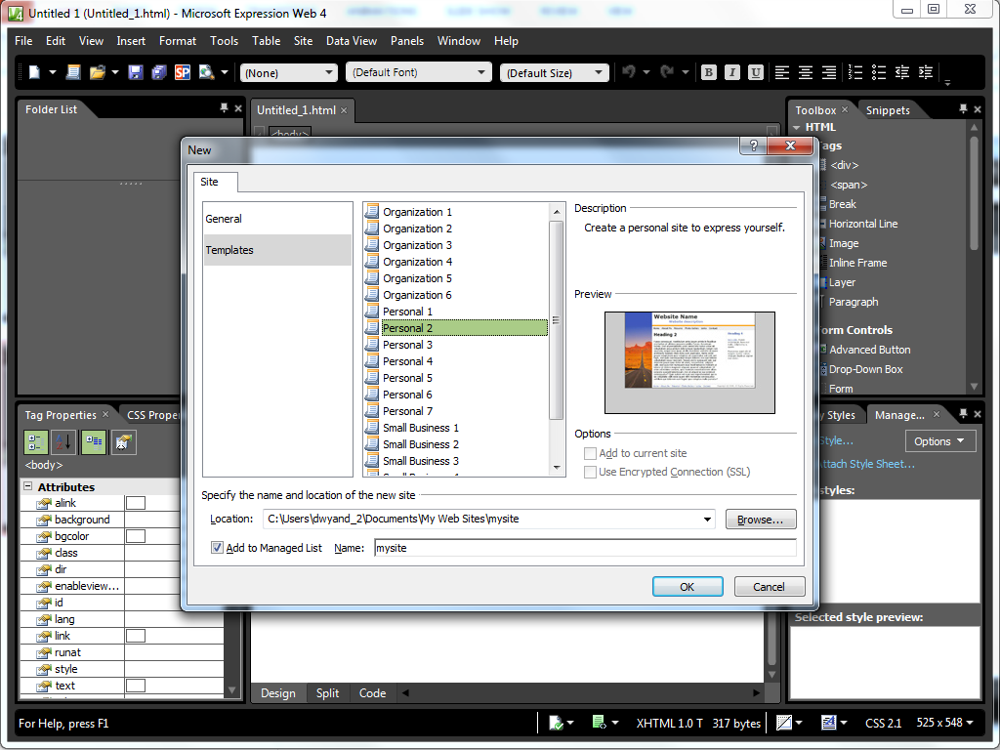 Untitled 1 (Untitled_1.html) - Microsoft Expression Web 4
File Edit View Insert Format Tools Table Site Data View Panels Window Help
SP (None) (Default Font) (Default Size) B I U
Folder List
Untitled_1.html
<body>
Toolbox Snippets
HTML
Tags
<div>
<span>
Break
Horizontal Line
Image
Inline Frame
Layer
Paragraph
Form Controls
Advanced Button
Drop-Down Box
Form
New
Site
General
Templates
Organization 1
Organization 2
Organization 3
Organization 4
Organization 5
Organization 6
Personal 1
Personal 2
Personal 3
Personal 4
Personal 5
Personal 6
Personal 7
Small Business 1
Small Business 2
Small Business 3
Description
Create a personal site to express yourself.
Preview
Website Name
Website Description
Heading 2
Options
Add to current site
Use Encrypted Connection (SSL)
Specify the name and location of the new site
Location: C:\Users\dwyand_2\Documents\My Web Sites\mysite Browse...
Add to Managed List Name: mysite
OK Cancel
Tag Properties CSS Prope
<body>
Attributes
alink
background
bgcolor
class
dir
enableview...
id
lang
link
runat
style
text
y Styles Manage...
Style... Options
ttach Style Sheet...
styles:
Selected style preview:
Design Split Code
For Help, press F1
XHTML 1.0 T 317 bytes CSS 2.1 525 x 548